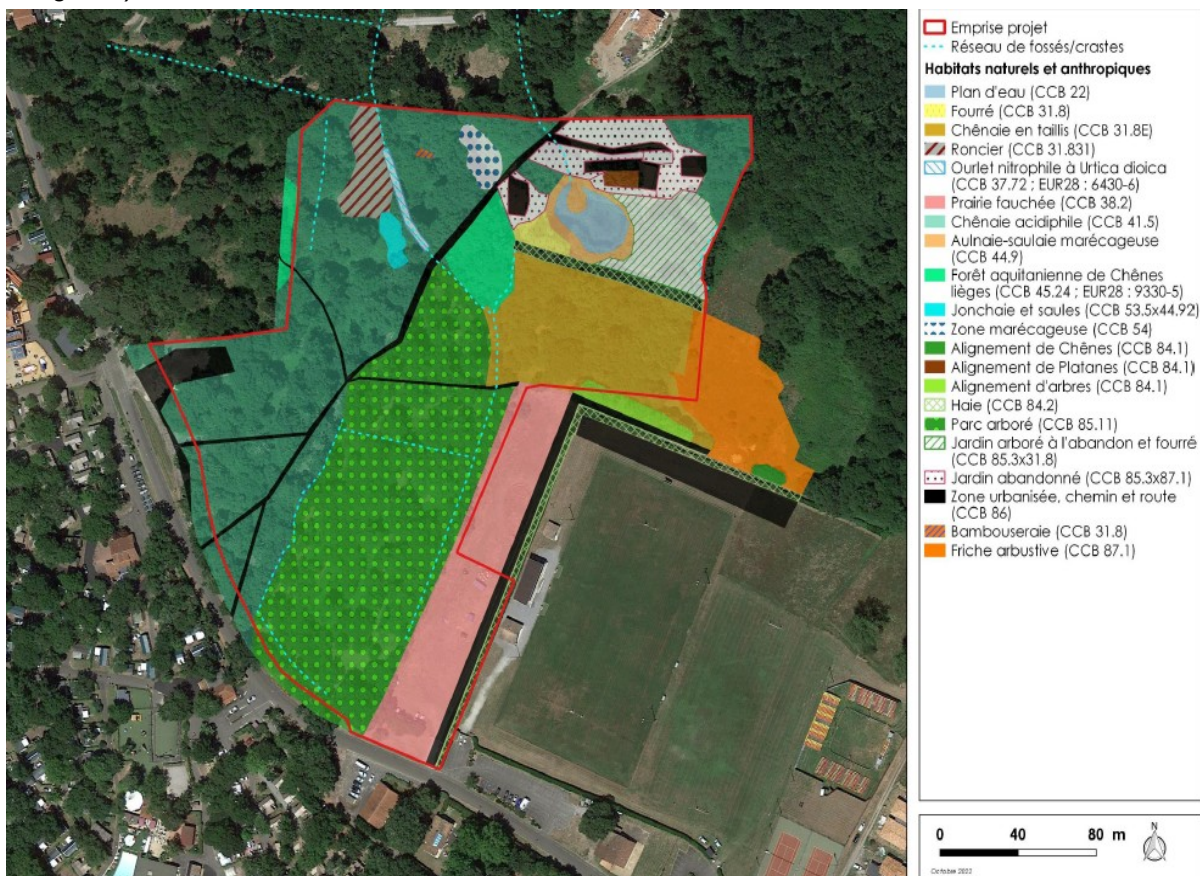 Emprise projet
Réseau de fossés/crastes
Habitats naturels et anthropiques
Plan d'eau (CCB 22)
Fourré (CCB 31.8)
Chênaie en taillis (CCB 31.8E)
Roncier (CCB 31.831)
Ourlet nitrophile à Urtica dioica
(CCB 37.72 ; EUR28 : 6430-6)
Prairie fauchée (CCB 38.2)
Chênaie acidiphile (CCB 41.5)
Aulnaie-saulaie marécageuse
(CCB 44.9)
Forêt aquitanienne de Chênes
lièges (CCB 45.24 ; EUR28 : 9330-5)
Jonchaie et saules (CCB 53.5x44.92)
Zone marécageuse (CCB 54)
Alignement de Chênes (CCB 84.1)
Alignement de Platanes (CCB 84.1)
Alignement d'arbres (CCB 84.1)
Haie (CCB 84.2)
Parc arboré (CCB 85.11)
Jardin arboré à l'abandon et fourré
(CCB 85.3x31.8)
Jardin abandonné (CCB 85.3x87.1)
Zone urbanisée, chemin et route
(CCB 86)
Bambouseraie (CCB 31.8)
Friche arbustive (CCB 87.1)
0 40 80 m
N
Octobre 2022